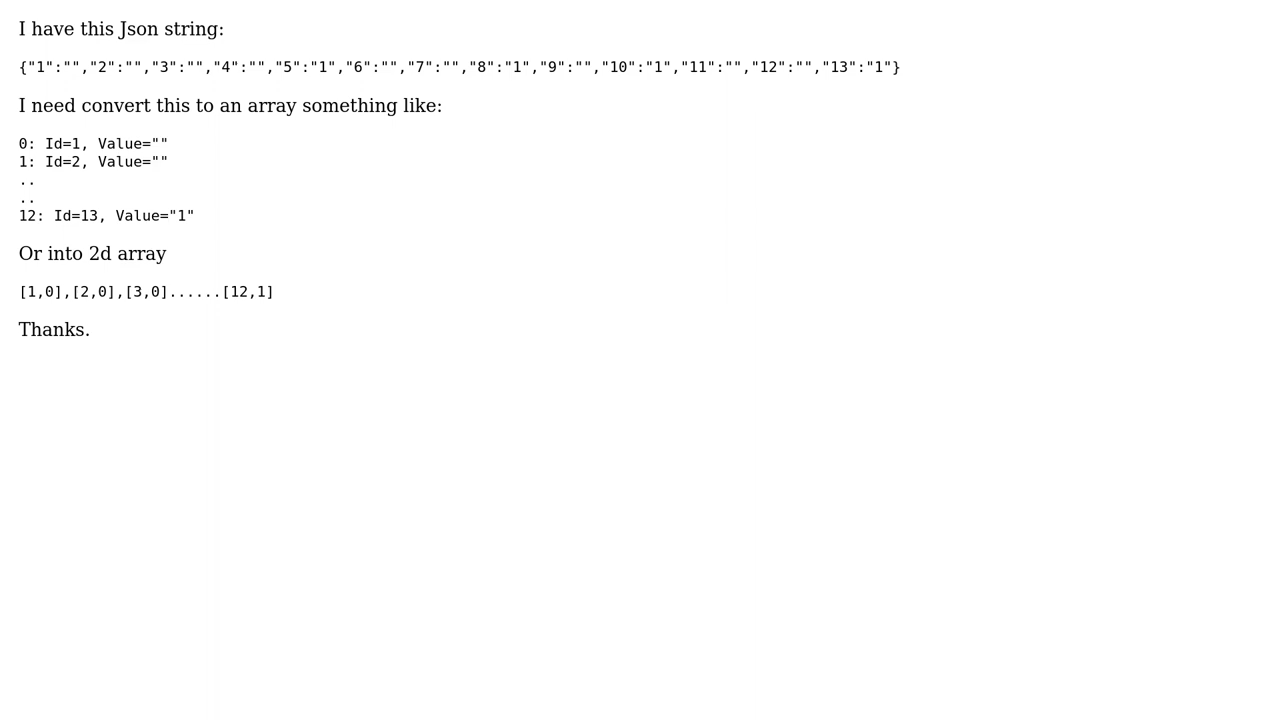 I have this Json string:
{"1":"","2":"","3":"","4":"","5":"1","6":"","7":"","8":"1","9":"","10":"1","11":"","12":"","13":"1"}
I need convert this to an array something like:
0: Id=1, Value=""
1: Id=2, Value=""
..
..
12: Id=13, Value="1"
Or into 2d array
[1,0],[2,0],[3,0]......[12,1]
Thanks.